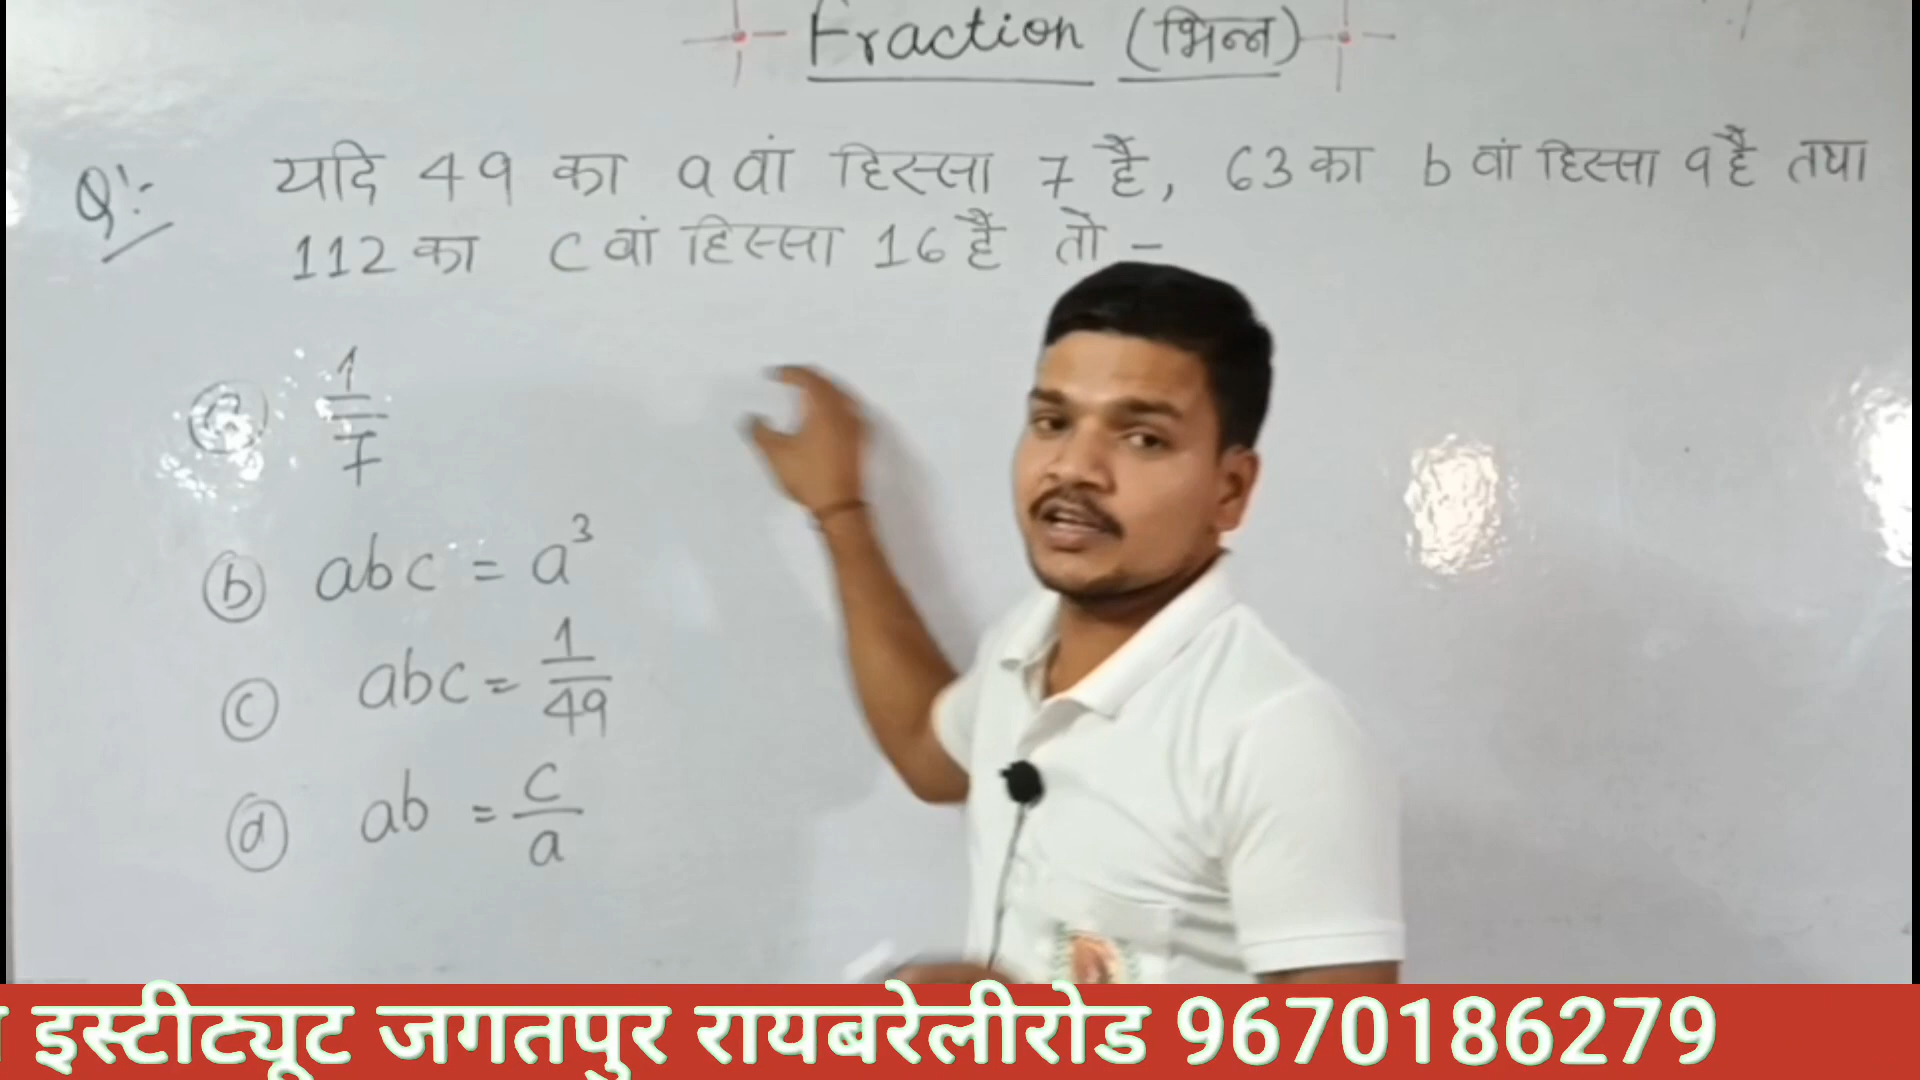 Fraction (भिन्न)
Q:- यदि 49 का a वां हिस्सा 7 है, 63 का b वां हिस्सा 9 है तथा
112 का c वां हिस्सा 16 है तो -
ⓐ 1/7
ⓑ abc = a³
ⓒ abc = 1/49
ⓓ ab = c/a
इस्टीट्यूट जगतपुर रायबरेलीरोड 9670186279